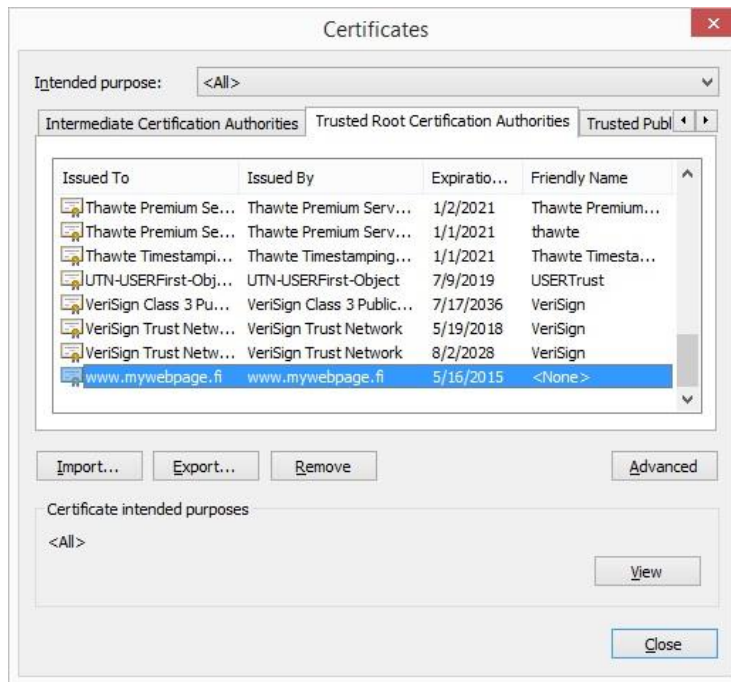 Certificates
Intended purpose: <All>
Intermediate Certification Authorities Trusted Root Certification Authorities Trusted Publ
Issued To Issued By Expiratio... Friendly Name
Thawte Premium Se... Thawte Premium Serv... 1/2/2021 Thawte Premium...
Thawte Premium Se... Thawte Premium Serv... 1/1/2021 thawte
Thawte Timestampi... Thawte Timestamping... 1/1/2021 Thawte Timesta...
UTN-USERFirst-Obj... UTN-USERFirst-Object 7/9/2019 USERTrust
VeriSign Class 3 Pu... VeriSign Class 3 Public... 7/17/2036 VeriSign
VeriSign Trust Netw... VeriSign Trust Network 5/19/2018 VeriSign
VeriSign Trust Netw... VeriSign Trust Network 8/2/2028 VeriSign
www.mywebpage.fi www.mywebpage.fi 5/16/2015 <None>
Import... Export... Remove Advanced
Certificate intended purposes
<All>
View
Close